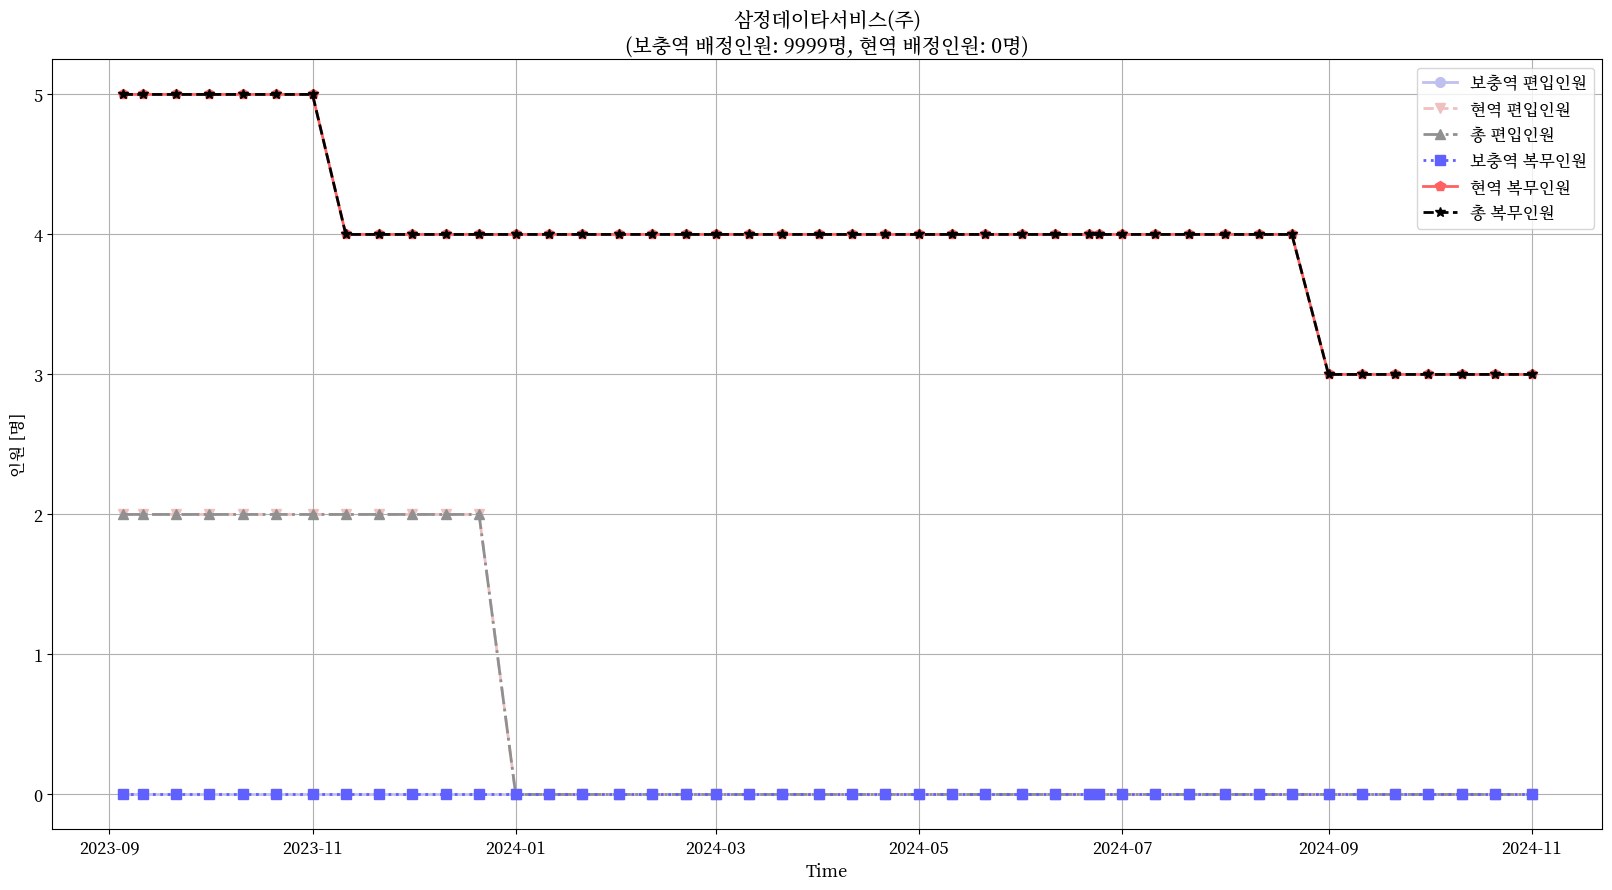 삼정데이타서비스(주)
(보충역 배정인원: 9999명, 현역 배정인원: 0명)
보충역 편입인원
현역 편입인원
총 편입인원
보충역 복무인원
현역 복무인원
총 복무인원
5
4
3
2
1
0
인원 [명]
2023-09
2023-11
2024-01
2024-03
2024-05
2024-07
2024-09
2024-11
Time